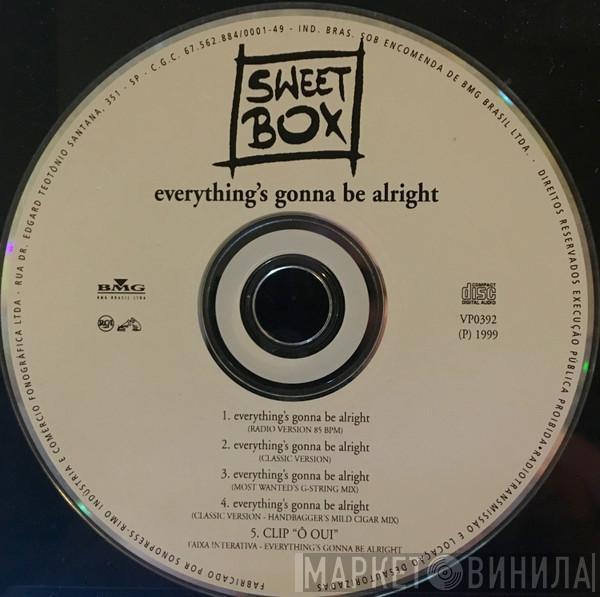 SWEET
BOX
everything's gonna be alright
BMG
BMG BRASIL LTDA
RCA
COMPACT
disc
DIGITAL AUDIO
VP0392
(P) 1999
1. everything's gonna be alright
(RADIO VERSION 85 BPM)
2. everything's gonna be alright
(CLASSIC VERSION)
3. everything's gonna be alright
(MOST WANTED'S G-STRING MIX)
4. everything's gonna be alright
(CLASSIC VERSION - HANDBAGGER'S MILD CIGAR MIX)
5. CLIP "Ô OUI"
FAIXA INTERATIVA - EVERYTHING'S GONNA BE ALRIGHT
FABRICADO POR SONOPRESS-RIMO INDÚSTRIA E COMÉRCIO FONOGRÁFICA LTDA - RUA DR. EDGARD TEOTÔNIO SANTANA, 351 - SP - C.G.C. 67.562.884/0001-49 - IND. BRAS. SOB ENCOMENDA DE BMG BRASIL LTDA. - DIREITOS RESERVADOS EXECUÇÃO PÚBLICA PROIBIDA•RADIOTRANSMISSÃO E LOCAÇÃO DESAUTORIZADAS
МАРКЕТ ВИНИЛА